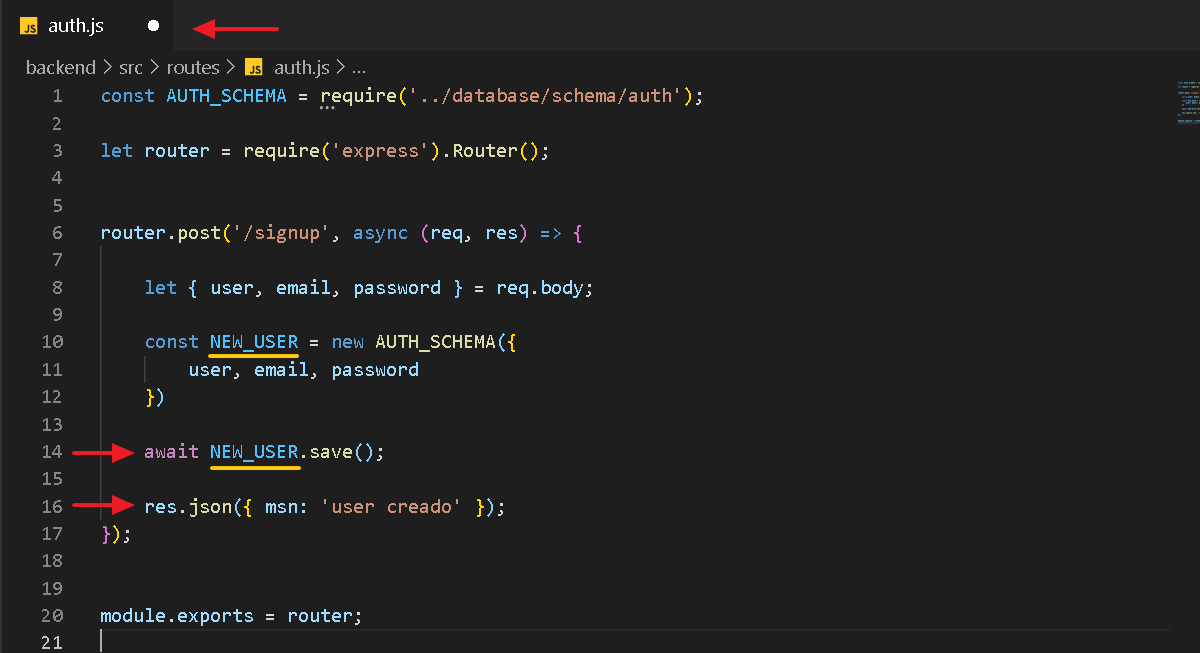 JS auth.js
backend > src > routes > JS auth.js > ...
1 const AUTH_SCHEMA = require('../database/schema/auth');
2
3 let router = require('express').Router();
4
5
6 router.post('/signup', async (req, res) => {
7
8 let { user, email, password } = req.body;
9
10 const NEW_USER = new AUTH_SCHEMA({
11 user, email, password
12 })
13
14 await NEW_USER.save();
15
16 res.json({ msn: 'user creado' });
17 });
18
19
20 module.exports = router;
21